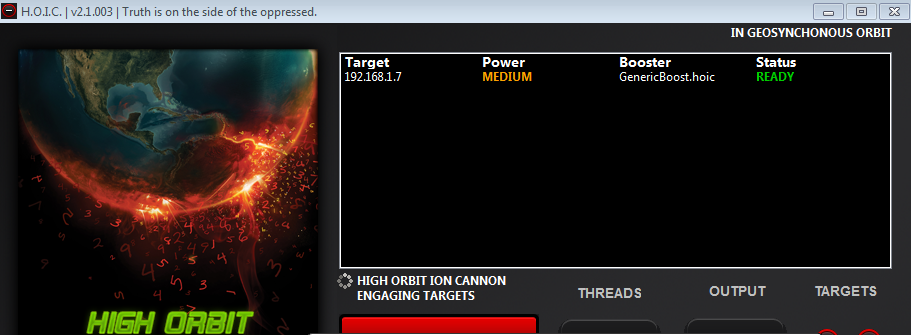 H.O.I.C. | v2.1.003 | Truth is on the side of the oppressed.
IN GEOSYNCHONOUS ORBIT
Target Power Booster Status
192.168.1.7 MEDIUM GenericBoost.hoic READY
HIGH ORBIT ION CANNON
ENGAGING TARGETS
THREADS OUTPUT TARGETS
HIGH ORBIT